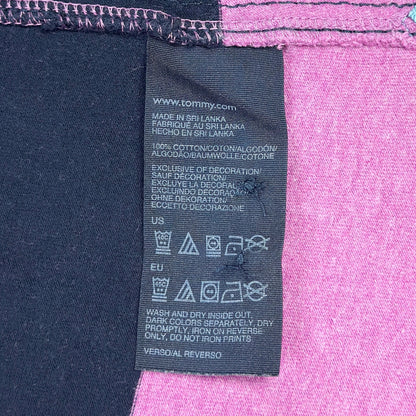 www.tommy.com
MADE IN SRI LANKA
FABRIQUÉ AU SRI LANKA
HECHO EN SRI LANKA
100% COTTON/COTON/ALGODÓN/
ALGODÃO/BAUMWOLLE/COTONE
EXCLUSIVE OF DECORATION/
SAUF DÉCORATION/
EXCLUYE LA DECORAL
EXCLUINDO DECORAÇÃO
OHNE DEKORATION/
ECCETTO DECORAZIONE
US
EU
WASH AND DRY INSIDE OUT.
DARK COLORS SEPARATELY, DRY
PROMPTLY, IRON ON REVERSE
ONLY, DO NOT IRON PRINTS
VERSO/AL REVERSO